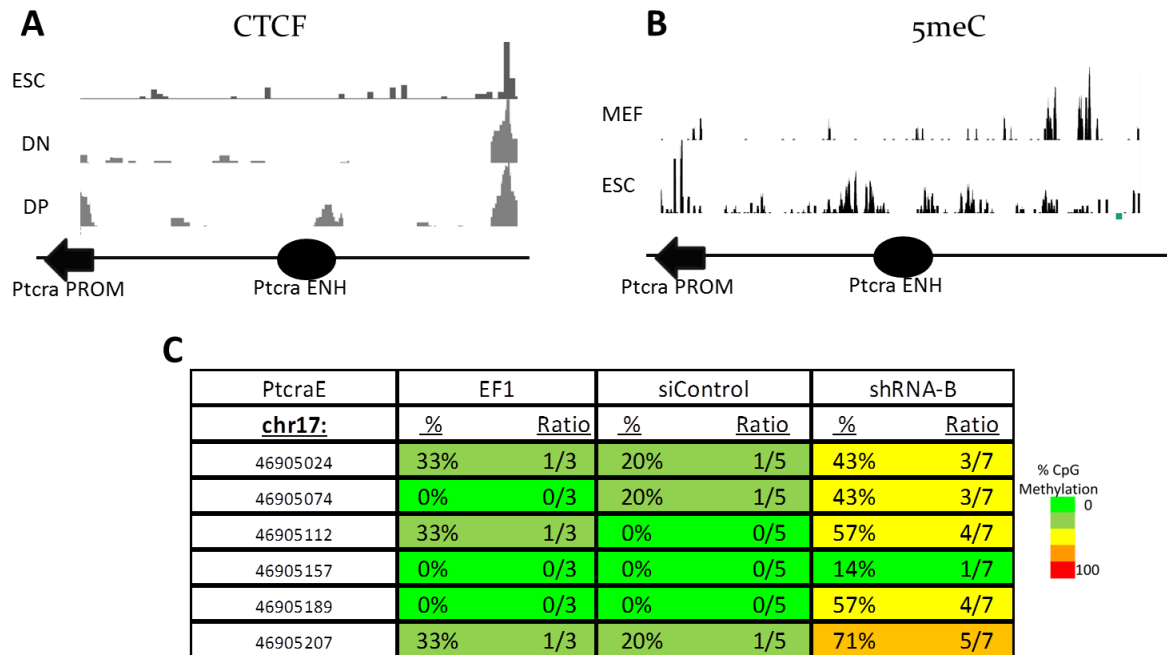 A
CTCF
ESC
DN
DP
Ptcra PROM
Ptcra ENH
B
5meC
MEF
ESC
Ptcra PROM
Ptcra ENH
C
PtcraE EF1 siControl shRNA-B
chr17: % Ratio % Ratio % Ratio
46905024 33% 1/3 20% 1/5 43% 3/7
46905074 0% 0/3 20% 1/5 43% 3/7
46905112 33% 1/3 0% 0/5 57% 4/7
46905157 0% 0/3 0% 0/5 14% 1/7
46905189 0% 0/3 0% 0/5 57% 4/7
46905207 33% 1/3 20% 1/5 71% 5/7
% CpG
Methylation
0
100